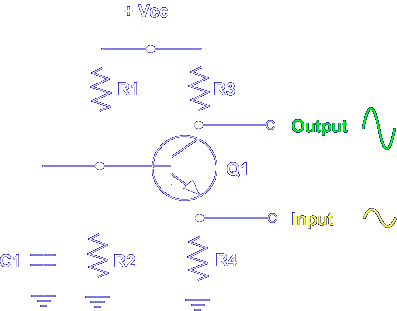 + Vcc
R1 R3
Output
Q1
Input
C1 R2 R4